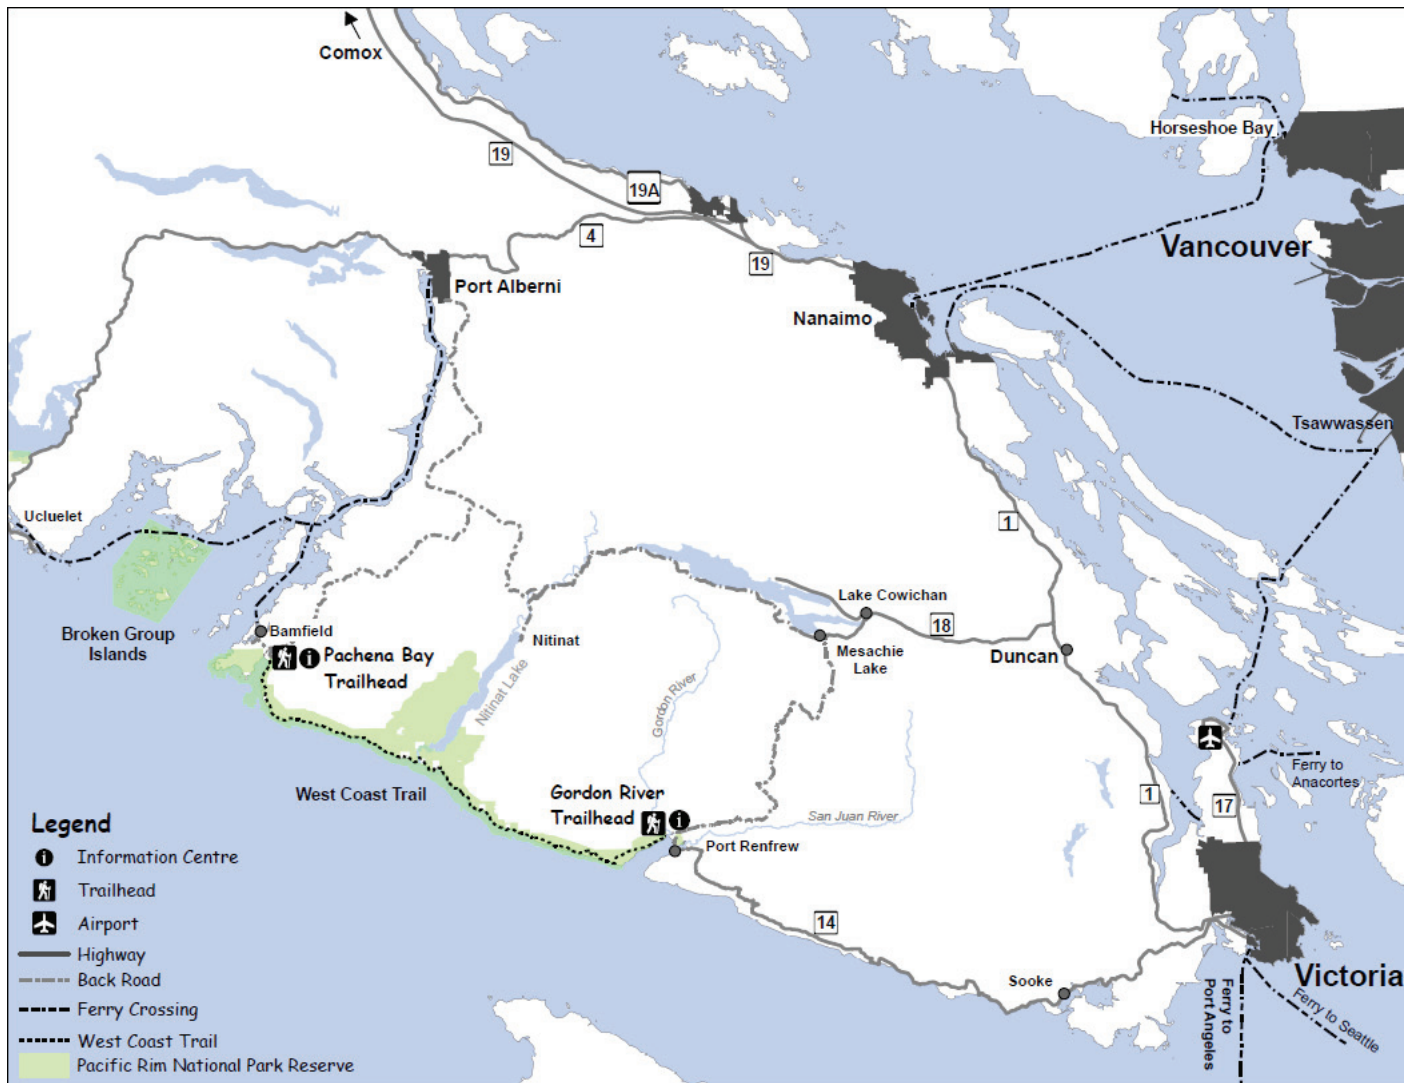 Comox
Horseshoe Bay
19
19A
4
19
Vancouver
Port Alberni
Nanaimo
Tsawwassen
Ucluelet
1
Lake Cowichan
18
Broken Group
Islands
Bamfield
Nitinat
Mesachie
Lake
Duncan
i
Pachena Bay
Trailhead
Nitinat Lake
Gordon River
West Coast Trail
Gordon River
Trailhead
i
San Juan River
Port Renfrew
Ferry to
Anacortes
1
17
14
Sooke
Victoria
Ferry to
Port Angeles
Ferry to Seattle
Legend
i
Information Centre
Trailhead
Airport
Highway
Back Road
Ferry Crossing
West Coast Trail
Pacific Rim National Park Reserve